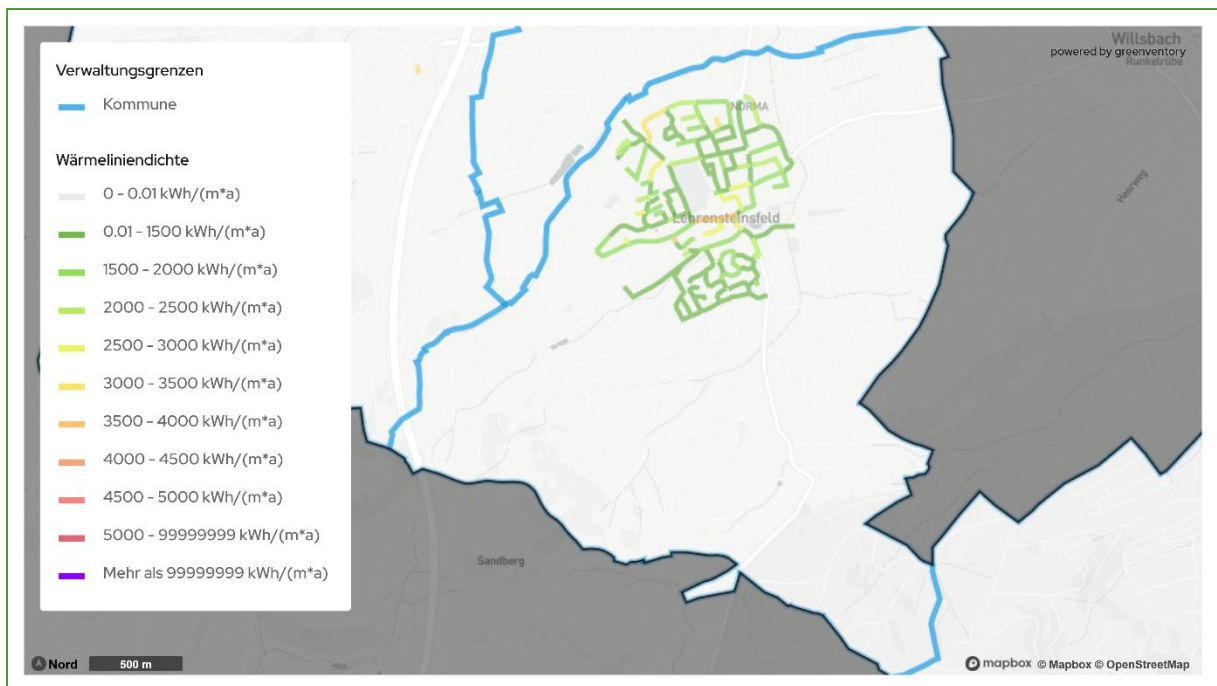 Verwaltungsgrenzen
Kommune
Wärmeliniendichte
0 - 0.01 kWh/(m*a)
0.01 - 1500 kWh/(m*a)
1500 - 2000 kWh/(m*a)
2000 - 2500 kWh/(m*a)
2500 - 3000 kWh/(m*a)
3000 - 3500 kWh/(m*a)
3500 - 4000 kWh/(m*a)
4000 - 4500 kWh/(m*a)
4500 - 5000 kWh/(m*a)
5000 - 99999999 kWh/(m*a)
Mehr als 99999999 kWh/(m*a)
Willsbach
powered by greenventory
Runkelrübe
NORMA
Heerweg
Lehrensteinsfeld
Sandberg
Nord
500 m
mapbox © Mapbox © OpenStreetMap